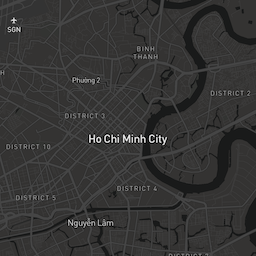 SGN
BINH
THANH
Phường 2
DISTRICT 2
DISTRICT 3
Ho Chi Minh City
DISTRICT 10
DISTRICT 4
DISTRICT 5
Nguyễn Lâm